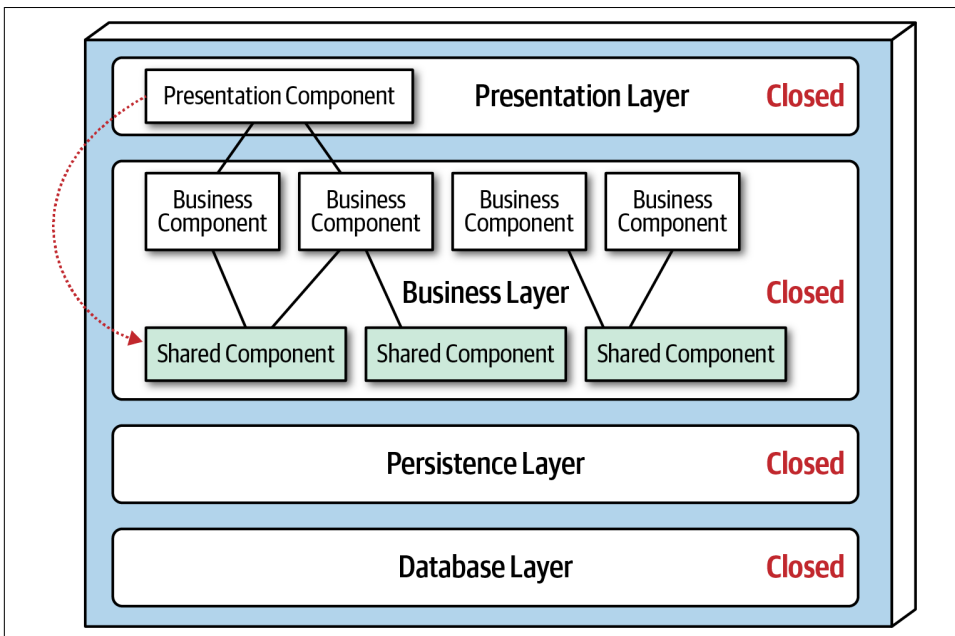 Presentation Component
Presentation Layer
Closed
Business
Component
Business
Component
Business
Component
Business
Component
Business Layer
Closed
Shared Component
Shared Component
Shared Component
Persistence Layer
Closed
Database Layer
Closed